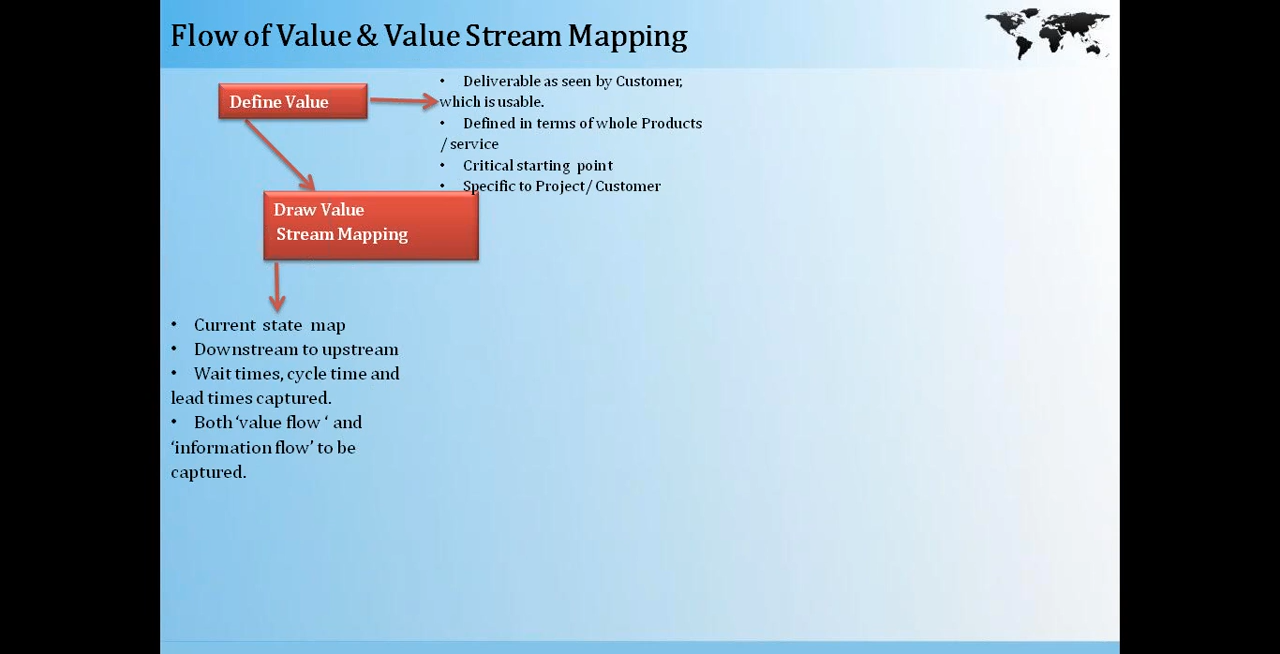 Flow of Value & Value Stream Mapping
Define Value
• Deliverable as seen by Customer,
which is usable.
• Defined in terms of whole Products
/ service
• Critical starting point
• Specific to Project/ Customer
Draw Value
Stream Mapping
• Current state map
• Downstream to upstream
• Wait times, cycle time and
lead times captured.
• Both ‘value flow ‘ and
‘information flow’ to be
captured.